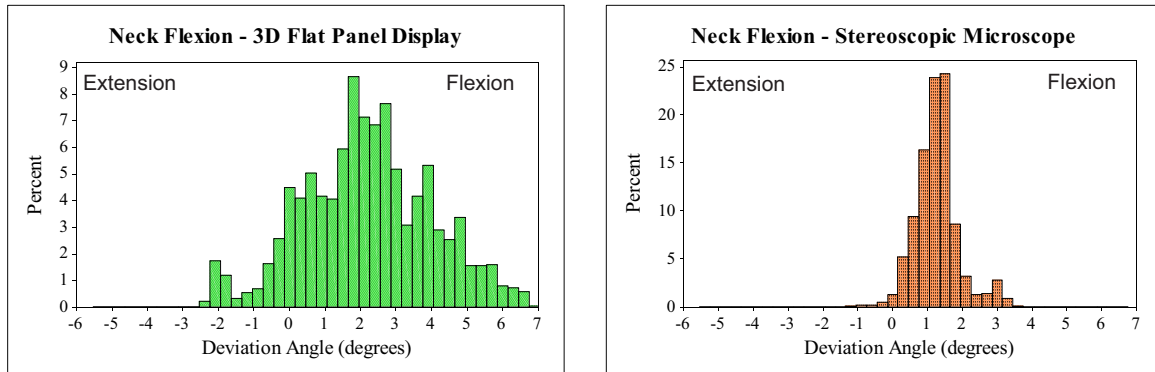 Neck Flexion - 3D Flat Panel Display
9
Extension Flexion
8
7
6
5
4
3
2
1
0
Percent
-6 -5 -4 -3 -2 -1 0 1 2 3 4 5 6 7
Deviation Angle (degrees)
Neck Flexion - Stereoscopic Microscope
25
Extension Flexion
20
15
10
5
0
Percent
-6 -5 -4 -3 -2 -1 0 1 2 3 4 5 6 7
Deviation Angle (degrees)